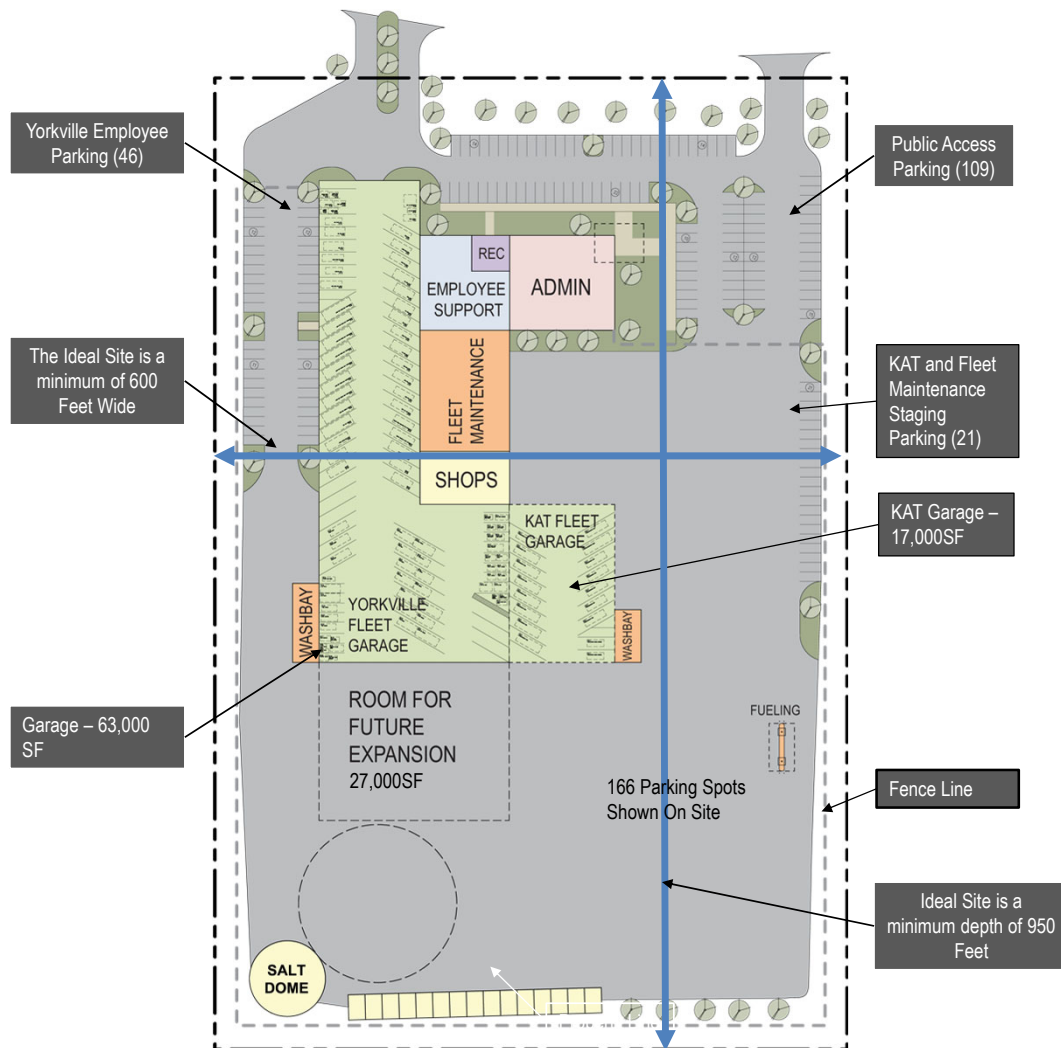 Yorkville Employee
Parking (46)
Public Access
Parking (109)
REC
EMPLOYEE
SUPPORT
ADMIN
The Ideal Site is a
minimum of 600
Feet Wide
FLEET
MAINTENANCE
KAT and Fleet
Maintenance
Staging
Parking (21)
SHOPS
KAT FLEET
GARAGE
KAT Garage –
17,000SF
WASHBAY
YORKVILLE
FLEET
GARAGE
WASHBAY
Garage – 63,000
SF
ROOM FOR
FUTURE
EXPANSION
27,000SF
FUELING
166 Parking Spots
Shown On Site
Fence Line
Ideal Site is a
minimum depth of 950
Feet
SALT
DOME